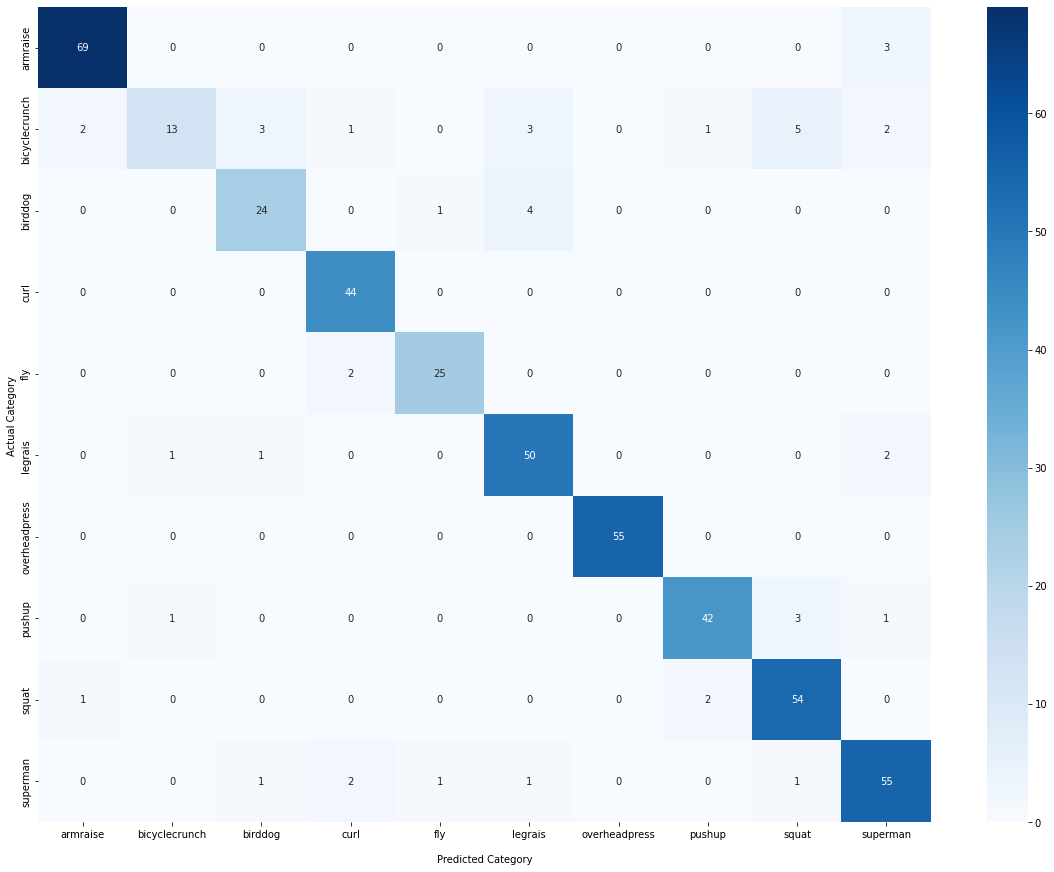 armraise 69 0 0 0 0 0 0 0 0 3
bicyclecrunch 2 13 3 1 0 3 0 1 5 2
birddog 0 0 24 0 1 4 0 0 0 0
curl 0 0 0 44 0 0 0 0 0 0
fly 0 0 0 2 25 0 0 0 0 0
legrais 0 1 1 0 0 50 0 0 0 2
overheadpress 0 0 0 0 0 0 55 0 0 0
pushup 0 1 0 0 0 0 0 42 3 1
squat 1 0 0 0 0 0 0 2 54 0
superman 0 0 1 2 1 1 0 0 1 55
armraise bicyclecrunch birddog curl fly legrais overheadpress pushup squat superman
Predicted Category
Actual Category
60
50
40
30
20
10
0